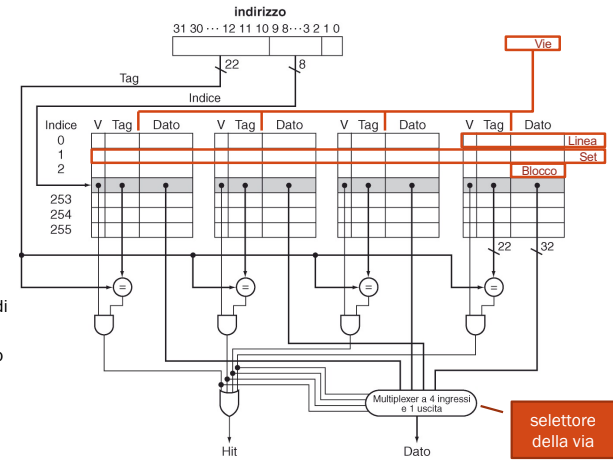 indirizzo
31 30 ··· 12 11 10 9 8···3 2 1 0
Vie
22
8
Tag
Indice
Indice V Tag Dato V Tag Dato V Tag Dato V Tag Dato
0
Linea
1
Set
2
Blocco
253
254
255
22
32
= = = =
di
o
Multiplexer a 4 ingressi
e 1 uscita
selettore
della via
Hit
Dato